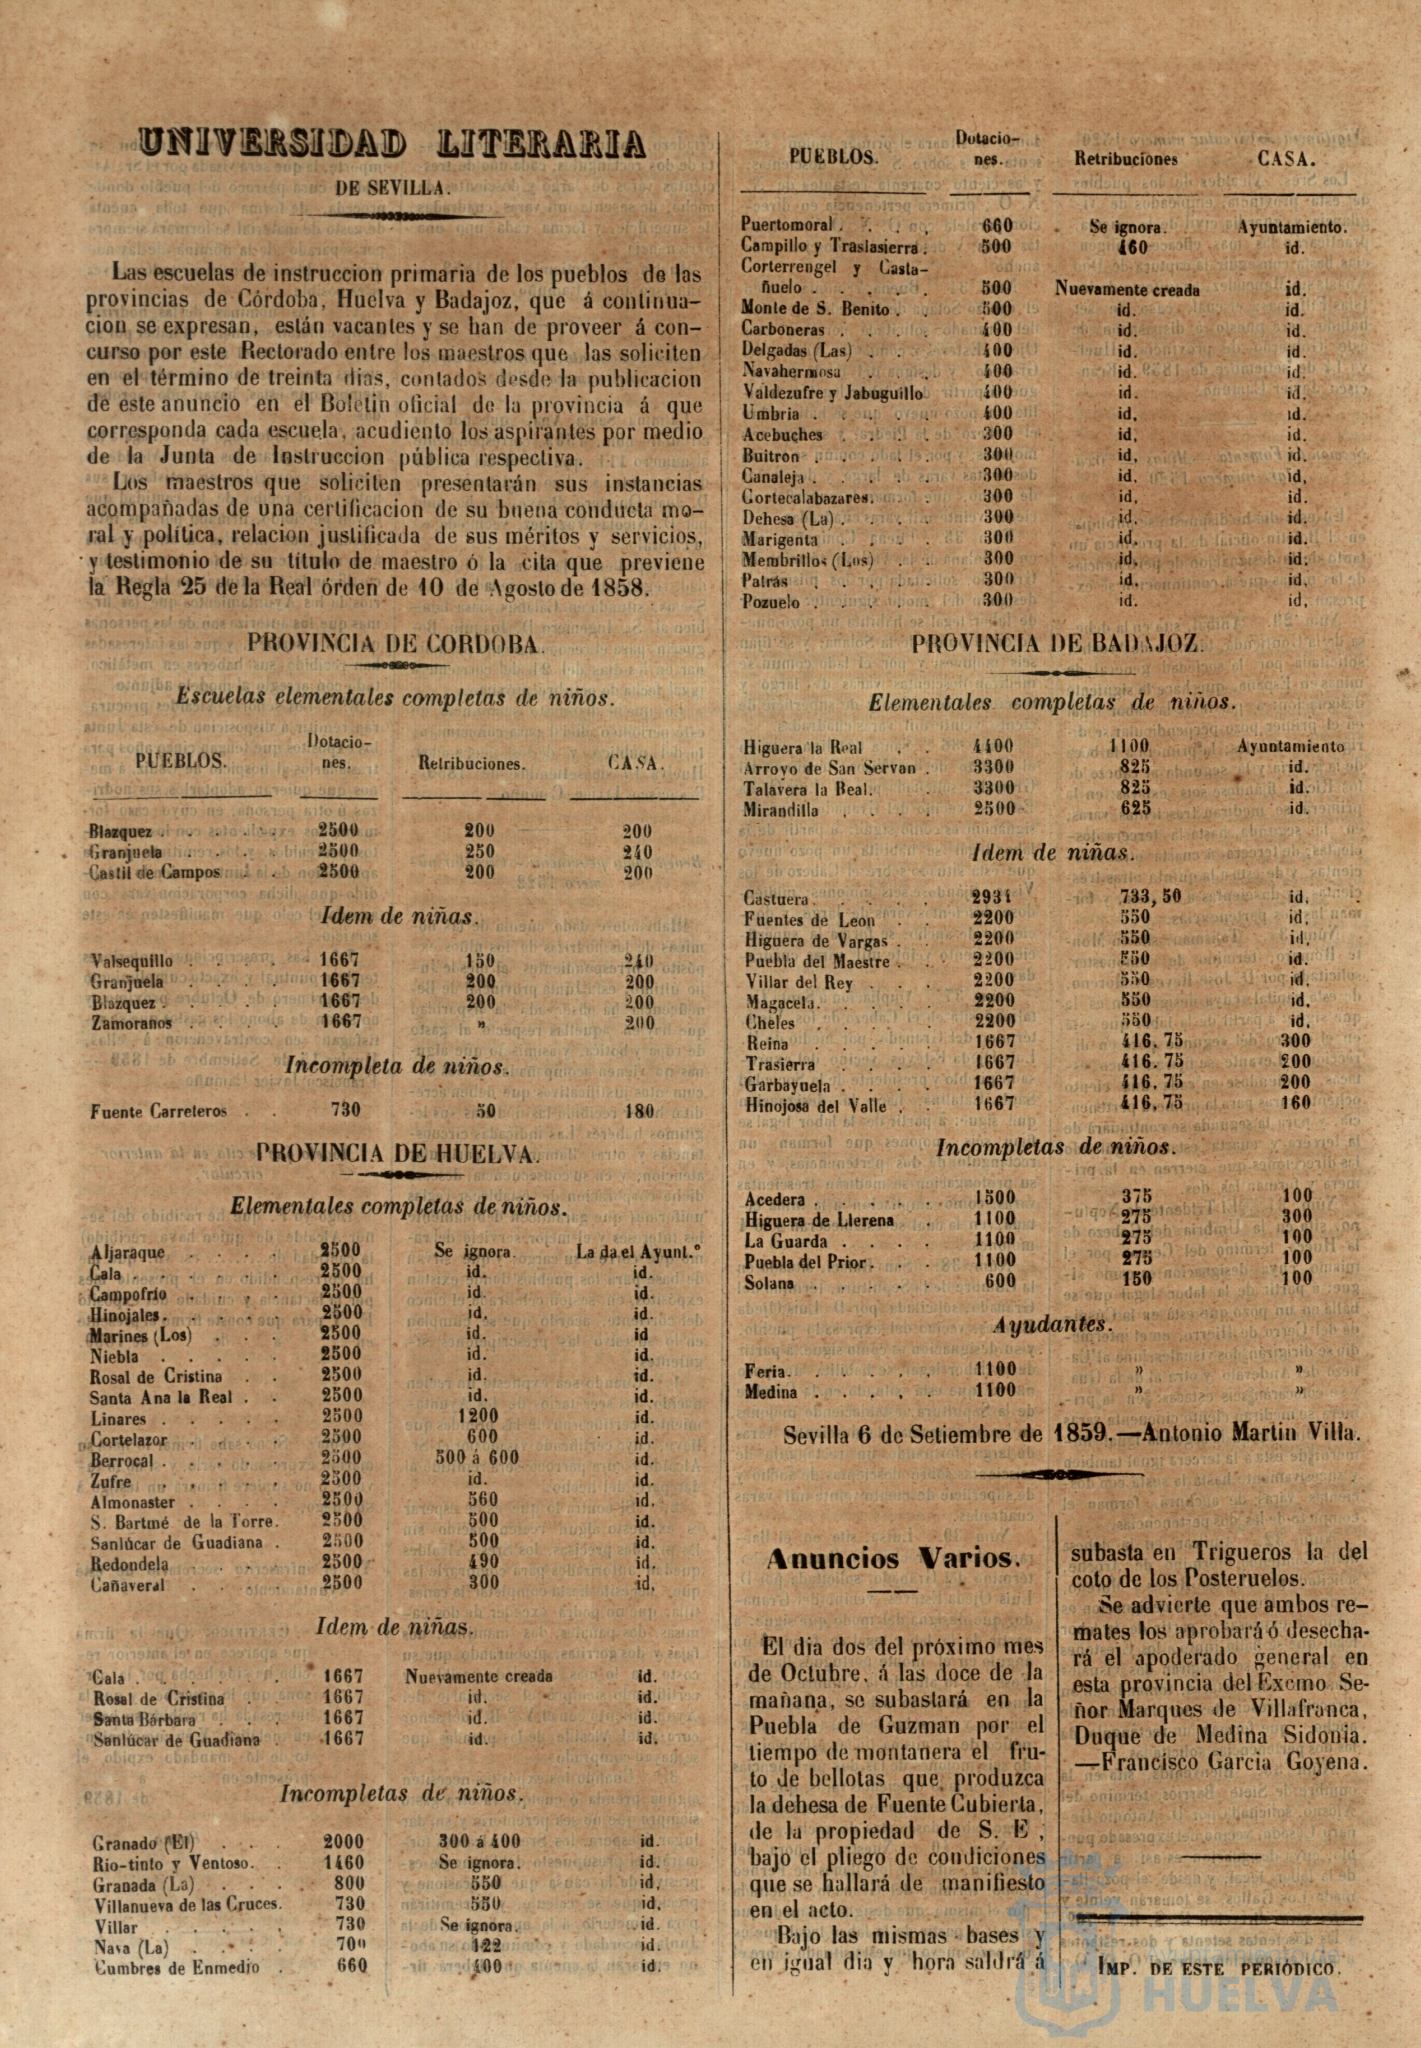 UNIVERSIDAD LITERARIA
DE SEVILLA.
Las escuelas de instruccion primaria de los pueblos de las
provincias de Córdoba, Huelva y Badajoz, que á continua-
cion se expresan, están vacantes y se han de proveer á con-
curso por este Rectorado entre los maestros que las soliciten
en el término de treinta dias, contados desde la publicacion
de este anuncio en el Boletin oficial de la provincia á que
corresponda cada escuela, acudiento los aspirantes por medio
de la Junta de Instruccion pública respectiva.
Los maestros que soliciten presentarán sus instancias
acompañadas de una certificacion de su buena conducta mo-
ral y política, relacion justificada de sus méritos y servicios,
y testimonio de su título de maestro ó la cita que previene
la Regla 25 de la Real órden de 10 de Agosto de 1858.
PROVINCIA DE CORDOBA.
Escuelas elementales completas de niños.
PUEBLOS. Dotacio-nes. Retribuciones. CASA.
Blazquez . . . . . 2500 200 200
Granjuela . . . . 2500 250 240
Castil de Campos . . 2500 200 200
Idem de niñas.
Valsequillo . . . . 1667 150 240
Granjuela . . . . 1667 200 200
Blazquez . . . . . 1667 200 200
Zamoranos . . . . 1667 » 200
Incompleta de niños.
Fuente Carreteros . . 730 50 180
PROVINCIA DE HUELVA.
Elementales completas de niños.
Aljaraque . . . . 2500 Se ignora. La da el Ayunt.º
Cala . . . . . . 2500 id. id.
Campofrío . . . . 2500 id. id.
Hinojales . . . . . 2500 id. id.
Marines (Los) . . . 2500 id. id
Niebla . . . . . 2500 id. id.
Rosal de Cristina . . 2500 id. id.
Santa Ana la Real . . 2500 id. id.
Linares . . . . . 2500 1200 id.
Cortelazor . . . . 2500 600 id.
Berrocal . . . . . 2500 500 á 600 id.
Zufre . . . . . 2500 id. id.
Almonaster . . . . 2500 560 id.
S. Bartmé de la Torre. 2500 500 id.
Sanlúcar de Guadiana . 2500 500 id.
Redondela . . . . 2500 490 id.
Cañaveral . . . . 2500 300 id.
Idem de niñas.
Cala . . . . . . 1667 Nuevamente creada id.
Rosal de Cristina . . 1667 id. id.
Santa Bárbara . . . 1667 id. id.
Sanlúcar de Guadiana . 1667 id. id.
Incompletas de niños.
Granado (El) . . . 2000 300 á 400 id.
Rio-tinto y Ventoso. . 1460 Se ignora. id.
Granada (La) . . . 800 550 id.
Villanueva de las Cruces. 730 550 id.
Villar . . . . . 730 Se ignora. id.
Nava (La) . . . . 700 122 id.
Cumbres de Enmedio . 660 400 id.
PUEBLOS. Dotacio-nes. Retribuciones CASA.
Puertomoral . . . . 660 Se ignora. Ayuntamiento.
Campillo y Traslasierra . 500 460 id.
Corterrengel y Casta-
ñuelo . . . . . 500 Nuevamente creada id.
Monte de S. Benito . . 500 id. id.
Carboneras . . . . 400 id. id.
Delgadas (Las) . . . 400 id. id.
Navahermosa . . . 400 id. id.
Valdezufre y Jabuguillo 400 id. id.
Umbria . . . . . 400 id. id.
Acebuches . . . . 300 id. id.
Buitron . . . . . 300 id. id.
Canaleja . . . . . 300 id. id.
Cortecalabazares. . . 300 id. id.
Dehesa (La) . . . . 300 id. id.
Marigenta . . . . 300 id. id.
Membrillos (Los) . . 300 id. id.
Patrás . . . . . 300 id. id.
Pozuelo . . . . . 300 id. id.
PROVINCIA DE BADAJOZ.
Elementales completas de niños.
Higuera la Real . . 4400 1100 Ayuntamiento
Arroyo de San Servan . 3300 825 id.
Talavera la Real. . 3300 825 id.
Mirandilla . . . . 2500 625 id.
Idem de niñas.
Castuera . . . . . 2934 733,50 id.
Fuentes de Leon . . 2200 550 id.
Higuera de Vargas . . 2200 550 id.
Puebla del Maestre . . 2200 550 id.
Villar del Rey . . . 2200 550 id.
Magacela . . . . . 2200 550 id.
Cheles . . . . . 2200 550 id.
Reina . . . . . 1667 416,75 300
Trasierra . . . . 1667 416,75 200
Garbayuela . . . . 1667 416,75 200
Hinojosa del Valle . . 1667 416,75 160
Incompletas de niños.
Acedera . . . . . 1500 375 100
Higuera de Llerena . 1100 275 300
La Guarda . . . . 1100 275 100
Puebla del Prior . . . 1100 275 100
Solana . . . . . 600 150 100
Ayudantes.
Feria. . . . . . 1100 » »
Medina . . . . . 1100 » »
Sevilla 6 de Setiembre de 1859.—Antonio Martin Villa.
Anuncios Varios.
El dia dos del próximo mes
de Octubre, á las doce de la
mañana, se subastará en la
Puebla de Guzman por el
tiempo de montanera el fru-
to de bellotas que produzca
la dehesa de Fuente Cubierta,
de la propiedad de S. E ,
bajo el pliego de condiciones
que se hallará de manifiesto
en el acto.
Bajo las mismas bases y
en igual dia y hora saldrá á
subasta en Trigueros la del
coto de los Posteruelos.
Se advierte que ambos re-
mates los aprobará ó desecha-
rá el apoderado general en
esta provincia del Excmo Se-
ñor Marques de Villafranca,
Duque de Medina Sidonia.
—Francisco Garcia Goyena.
IMP. DE ESTE PERIÓDICO.
HUELVA